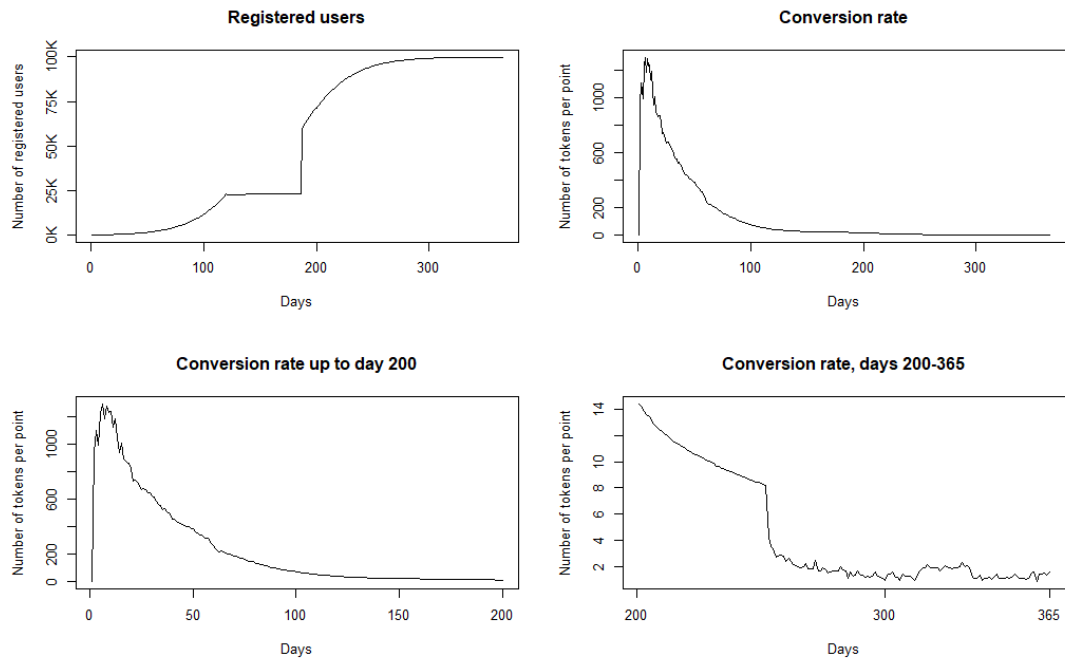 Registered users
Number of registered users
0K 25K 50K 75K 100K
0 100 200 300
Days
Conversion rate
Number of tokens per point
0 200 600 1000
0 100 200 300
Days
Conversion rate up to day 200
Number of tokens per point
0 200 600 1000
0 50 100 150 200
Days
Conversion rate, days 200-365
Number of tokens per point
2 4 6 8 10 14
200 300 365
Days